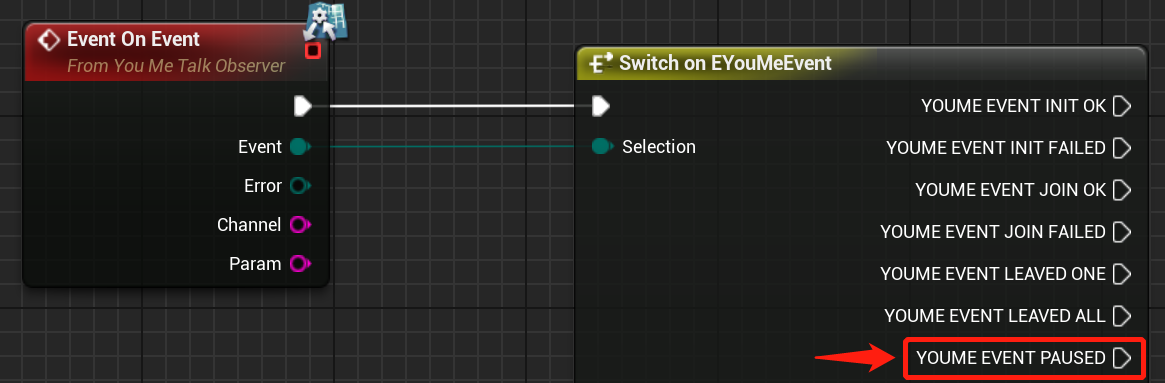 Event On Event
From You Me Talk Observer
Event
Error
Channel
Param
Switch on EYouMeEvent
Selection
YOUME EVENT INIT OK
YOUME EVENT INIT FAILED
YOUME EVENT JOIN OK
YOUME EVENT JOIN FAILED
YOUME EVENT LEAVED ONE
YOUME EVENT LEAVED ALL
YOUME EVENT PAUSED